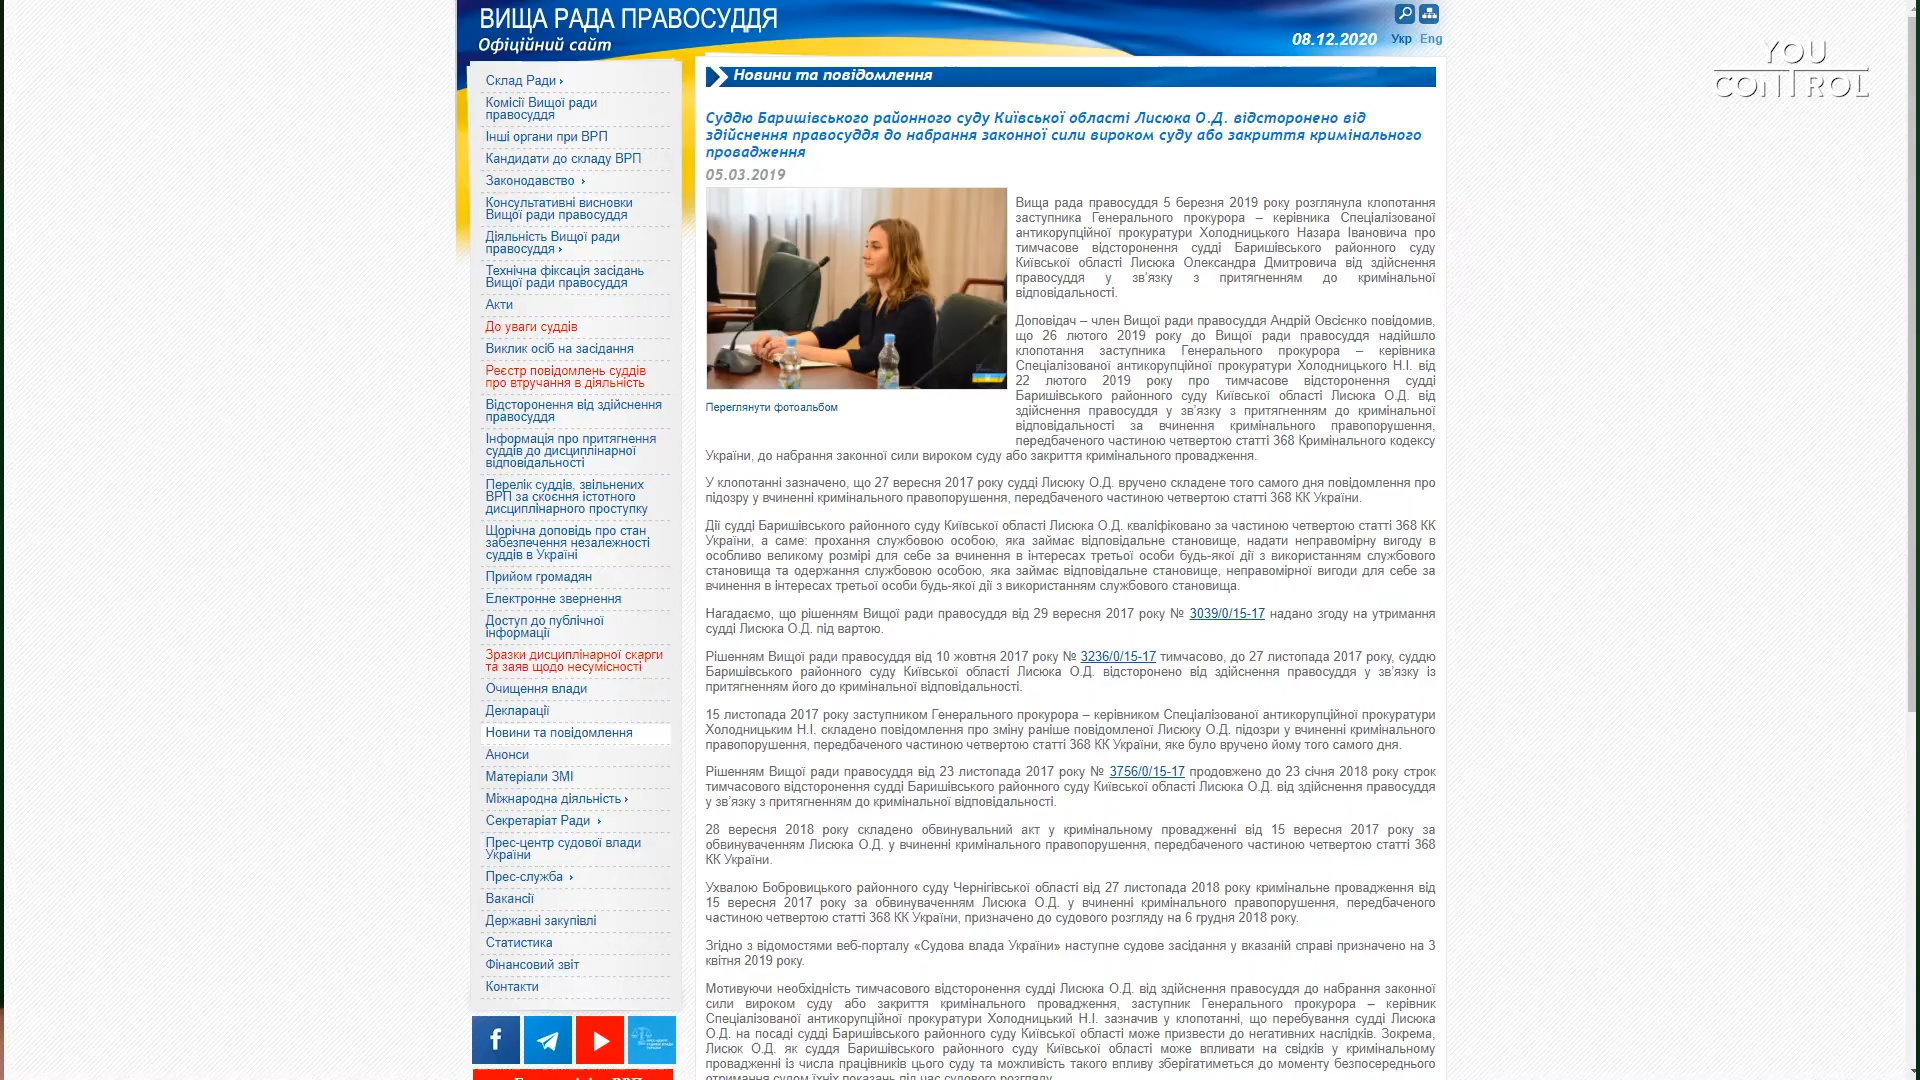 ВИЩА РАДА ПРАВОСУДДЯ
Офіційний сайт
08.12.2020
Укр Eng
YOU
CONTROL
Склад Ради
Комісії Вищої ради
правосуддя
Інші органи при ВРП
Кандидати до складу ВРП
Законодавство
Консультативні висновки
Вищої ради правосуддя
Діяльність Вищої ради
правосуддя
Технічна фіксація засідань
Вищої ради правосуддя
Акти
До уваги суддів
Виклик осіб на засідання
Реєстр повідомлень суддів
про втручання в діяльність
Відсторонення від здійснення
правосуддя
Інформація про притягнення
суддів до дисциплінарної
відповідальності
Перелік суддів, звільнених
ВРП за скоєння істотного
дисциплінарного проступку
Щорічна доповідь про стан
забезпечення незалежності
суддів в Україні
Прийом громадян
Електронне звернення
Доступ до публічної
інформації
Зразки дисциплінарної скарги
та заяв щодо несумісності
Очищення влади
Декларації
Новини та повідомлення
Анонси
Матеріали ЗМІ
Міжнародна діяльність
Секретаріат Ради
Прес-центр судової влади
України
Прес-служба
Вакансії
Державні закупівлі
Статистика
Фінансовий звіт
Контакти
Новини та повідомлення
Суддю Баришівського районного суду Київської області Лисюка О.Д. відсторонено від
здійснення правосуддя до набрання законної сили вироком суду або закриття кримінального
провадження
05.03.2019
Переглянути фотоальбом
Вища рада правосуддя 5 березня 2019 року розглянула клопотання
заступника Генерального прокурора – керівника Спеціалізованої
антикорупційної прокуратури Холодницького Назара Івановича про
тимчасове відсторонення судді Баришівського районного суду
Київської області Лисюка Олександра Дмитровича від здійснення
правосуддя у зв’язку з притягненням до кримінальної
відповідальності.
Доповідач – член Вищої ради правосуддя Андрій Овсієнко повідомив,
що 26 лютого 2019 року до Вищої ради правосуддя надійшло
клопотання заступника Генерального прокурора – керівника
Спеціалізованої антикорупційної прокуратури Холодницького Н.І. від
22 лютого 2019 року про тимчасове відсторонення судді
Баришівського районного суду Київської області Лисюка О.Д. від
здійснення правосуддя у зв’язку з притягненням до кримінальної
відповідальності за вчинення кримінального правопорушення,
передбаченого частиною четвертою статті 368 Кримінального кодексу
України, до набрання законної сили вироком суду або закриття кримінального провадження.
У клопотанні зазначено, що 27 вересня 2017 року судді Лисюку О.Д. вручено складене того самого дня повідомлення про
підозру у вчиненні кримінального правопорушення, передбаченого частиною четвертою статті 368 КК України.
Дії судді Баришівського районного суду Київської області Лисюка О.Д. кваліфіковано за частиною четвертою статті 368 КК
України, а саме: прохання службовою особою, яка займає відповідальне становище, надати неправомірну вигоду в
особливо великому розмірі для себе за вчинення в інтересах третьої особи будь-якої дії з використанням службового
становища та одержання службовою особою, яка займає відповідальне становище, неправомірної вигоди для себе за
вчинення в інтересах третьої особи будь-якої дії з використанням службового становища.
Нагадаємо, що рішенням Вищої ради правосуддя від 29 вересня 2017 року № 3039/0/15-17 надано згоду на утримання
судді Лисюка О.Д. під вартою.
Рішенням Вищої ради правосуддя від 10 жовтня 2017 року № 3236/0/15-17 тимчасово, до 27 листопада 2017 року, суддю
Баришівського районного суду Київської області Лисюка О.Д. відсторонено від здійснення правосуддя у зв’язку із
притягненням його до кримінальної відповідальності.
15 листопада 2017 року заступником Генерального прокурора – керівником Спеціалізованої антикорупційної прокуратури
Холодницьким Н.І. складено повідомлення про зміну раніше повідомленої Лисюку О.Д. підозри у вчиненні кримінального
правопорушення, передбаченого частиною четвертою статті 368 КК України, яке було вручено йому того самого дня.
Рішенням Вищої ради правосуддя від 23 листопада 2017 року № 3756/0/15-17 продовжено до 23 січня 2018 року строк
тимчасового відсторонення судді Баришівського районного суду Київської області Лисюка О.Д. від здійснення правосуддя
у зв’язку з притягненням до кримінальної відповідальності.
28 вересня 2018 року складено обвинувальний акт у кримінальному провадженні від 15 вересня 2017 року за
обвинуваченням Лисюка О.Д. у вчиненні кримінального правопорушення, передбаченого частиною четвертою статті 368
КК України.
Ухвалою Бобровицького районного суду Чернігівської області від 27 листопада 2018 року кримінальне провадження від
15 вересня 2017 року за обвинуваченням Лисюка О.Д. у вчиненні кримінального правопорушення, передбаченого
частиною четвертою статті 368 КК України, призначено до судового розгляду на 6 грудня 2018 року.
Згідно з відомостями веб-порталу «Судова влада України» наступне судове засідання у вказаній справі призначено на 3
квітня 2019 року.
Мотивуючи необхідність тимчасового відсторонення судді Лисюка О.Д. від здійснення правосуддя до набрання законної
сили вироком суду або закриття кримінального провадження, заступник Генерального прокурора – керівник
Спеціалізованої антикорупційної прокуратури Холодницький Н.І. зазначив у клопотанні, що перебування судді Лисюка
О.Д. на посаді судді Баришівського районного суду Київської області може призвести до негативних наслідків. Зокрема,
Лисюк О.Д. як суддя Баришівського районного суду Київської області може впливати на свідків у кримінальному
провадженні із числа працівників цього суду та можливість такого впливу зберігатиметься до моменту безпосереднього
отримання судом їхніх показань під час судового розгляду.